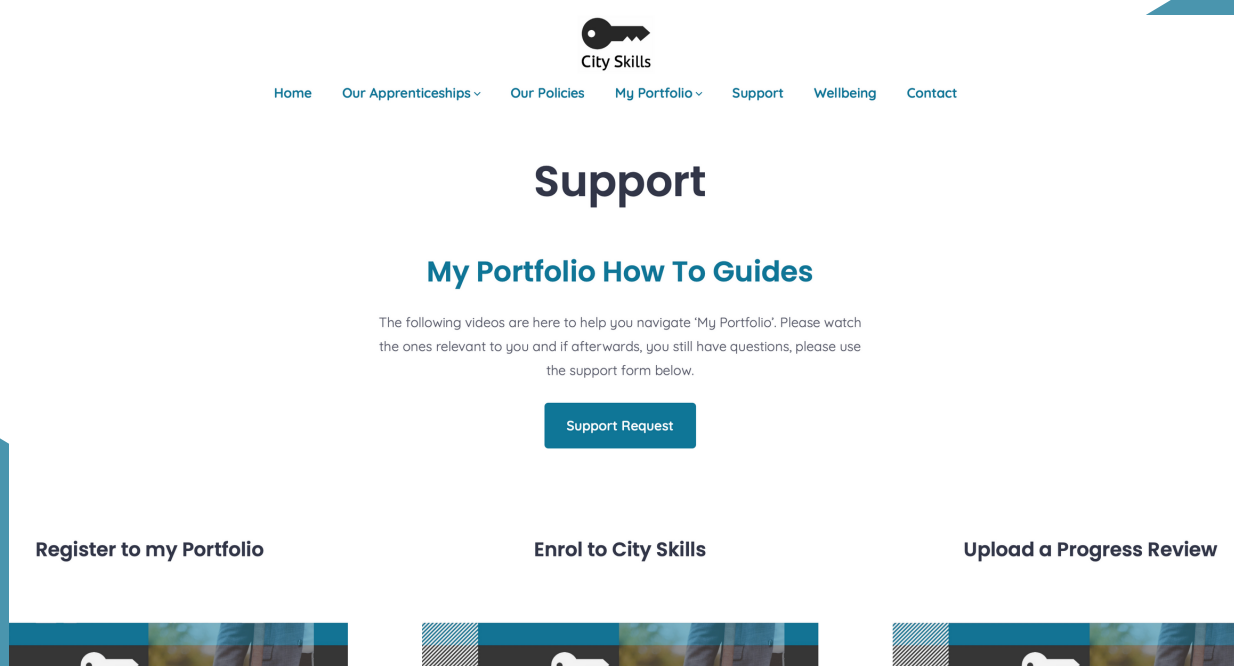 City Skills
Home
Our Apprenticeships
Our Policies
My Portfolio
Support
Wellbeing
Contact
Support
My Portfolio How To Guides
The following videos are here to help you navigate ‘My Portfolio’. Please watch
the ones relevant to you and if afterwards, you still have questions, please use
the support form below.
Support Request
Register to my Portfolio
Enrol to City Skills
Upload a Progress Review